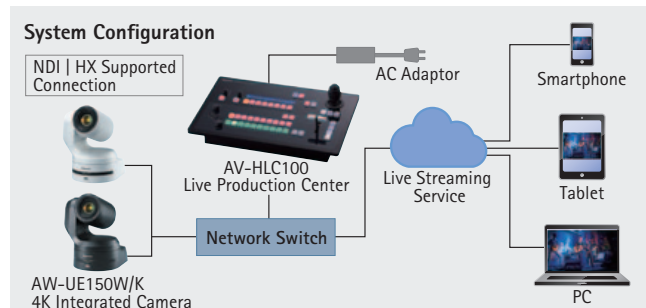 System Configuration
NDI | HX Supported
Connection
AC Adaptor
Smartphone
AV-HLC100
Live Production Center
Live Streaming
Service
Tablet
Network Switch
AW-UE150W/K
4K Integrated Camera
PC